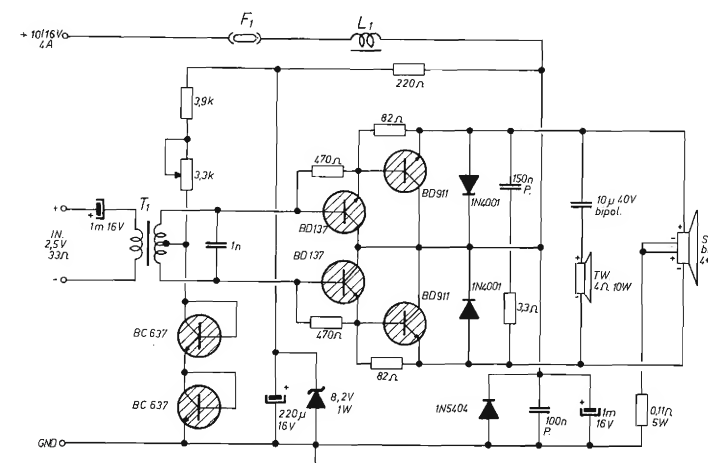 F1
L1
+ 10/16V
4A
220Ω
3,9k
82Ω
470Ω
3,3k
BD911
1N4001
150n
P.
10µ 40V
bipol.
T1
+
+
1m 16V
BD137
1n
BD137
IN.
2,5V
33Ω
-
+
-
+
-
TW
4Ω 10W
+
1N4001
BD911
3,3Ω
BC 637
470Ω
82Ω
BC 637
+
220µ
16V
8,2V
1W
1N5404
100n
P.
+
1m
16V
0,11Ω
5W
GND